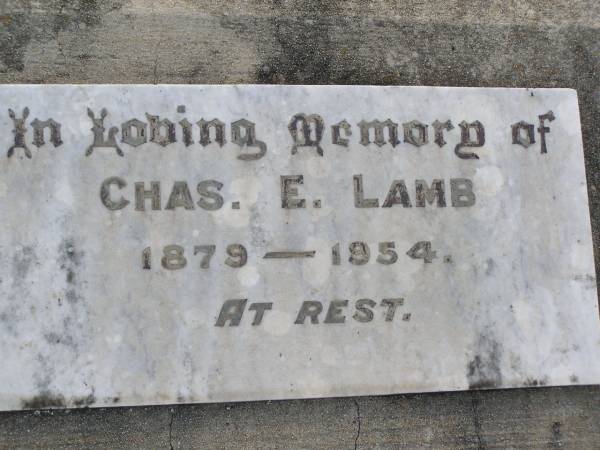 In Loving Memory of
CHAS. E. LAMB
1879 — 1954.
AT REST.